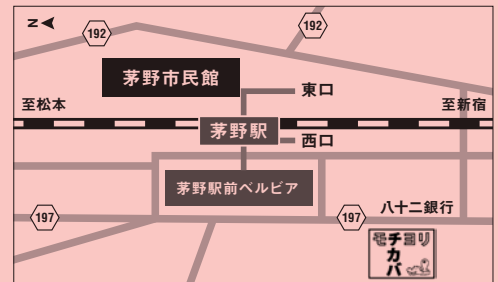 N
192
192
茅野市民館
東口
至松本
至新宿
茅野駅
西口
茅野駅前ベルビア
八十二銀行
197
197
モチヨリ
チカバ